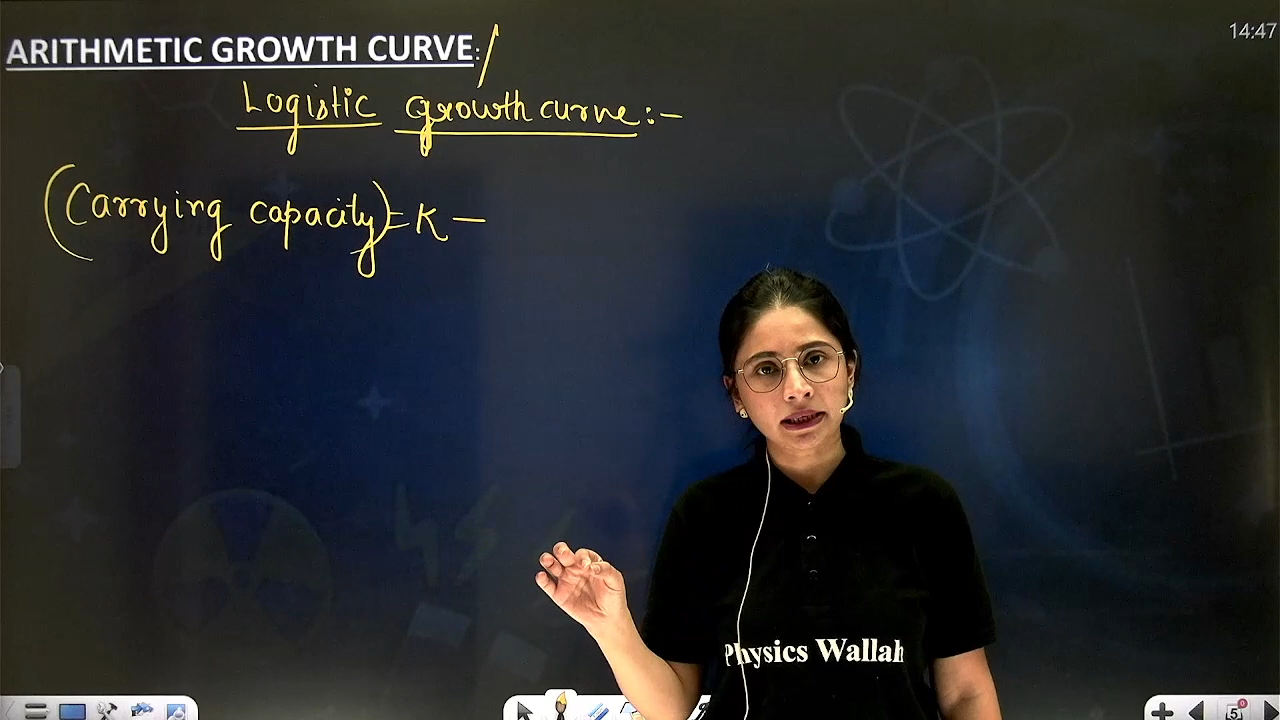 ARITHMETIC GROWTH CURVE: /
14:47
Logistic growth curve :-
(Carrying capacity) = K —
Physics Wallah